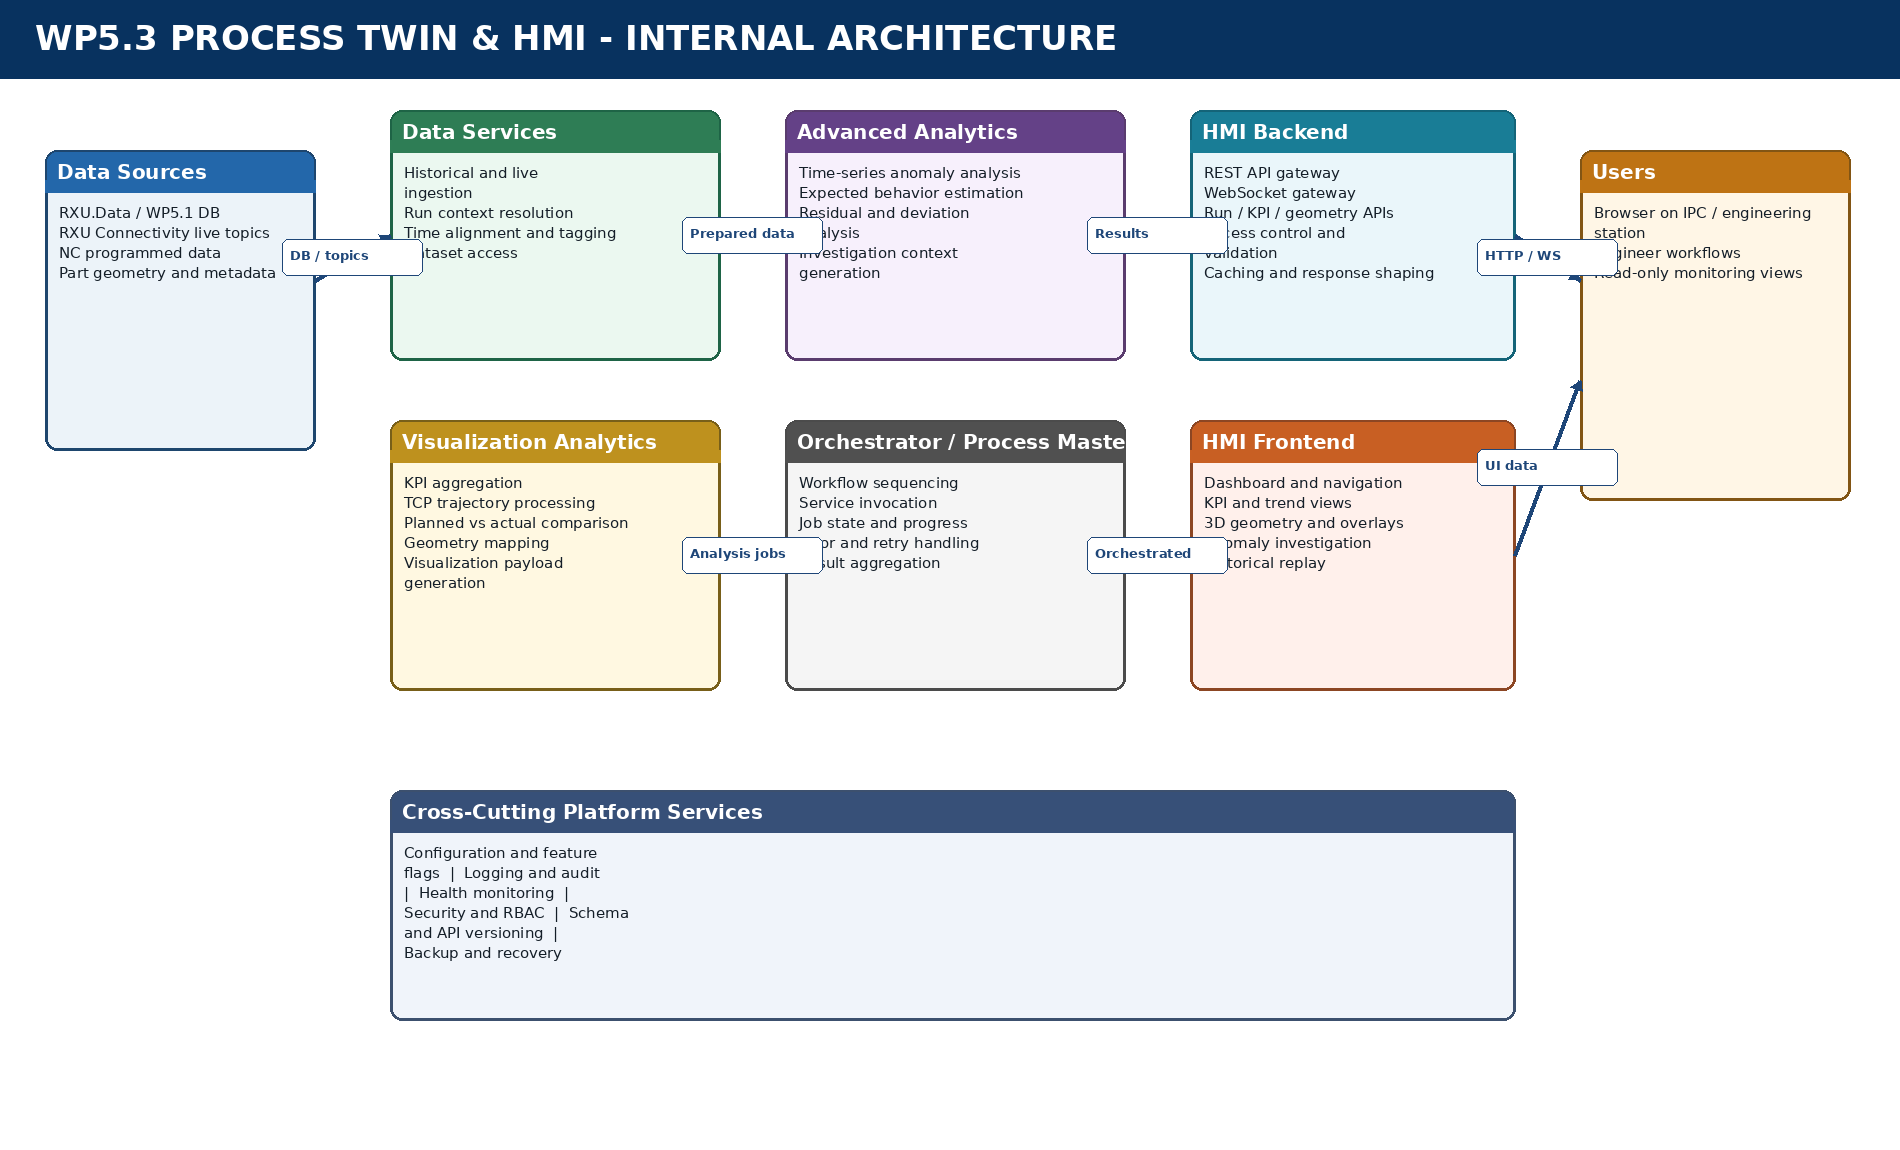 WP5.3 PROCESS TWIN & HMI - INTERNAL ARCHITECTURE
Data Sources
RXU.Data / WP5.1 DB
RXU Connectivity live topics
NC programmed data
Part geometry and metadata
DB / topics
Data Services
Historical and live
ingestion
Run context resolution
Time alignment and tagging
access
Prepared data
Advanced Analytics
Time-series anomaly analysis
Expected behavior estimation
Residual and deviation
Investigation context
generation
Results
HMI Backend
REST API gateway
WebSocket gateway
Run / KPI / geometry APIs
control and
validation
Caching and response shaping
HTTP / WS
Users
Browser on IPC / engineering
station
workflows
Read-only monitoring views
Visualization Analytics
KPI aggregation
TCP trajectory processing
Planned vs actual comparison
Geometry mapping
Visualization payload
generation
Analysis jobs
Orchestrator / Process Maste
Workflow sequencing
Service invocation
Job state and progress
and retry handling
aggregation
Orchestrated
HMI Frontend
Dashboard and navigation
KPI and trend views
3D geometry and overlays
investigation
replay
UI data
Cross-Cutting Platform Services
Configuration and feature
flags | Logging and audit
| Health monitoring |
Security and RBAC | Schema
and API versioning |
Backup and recovery